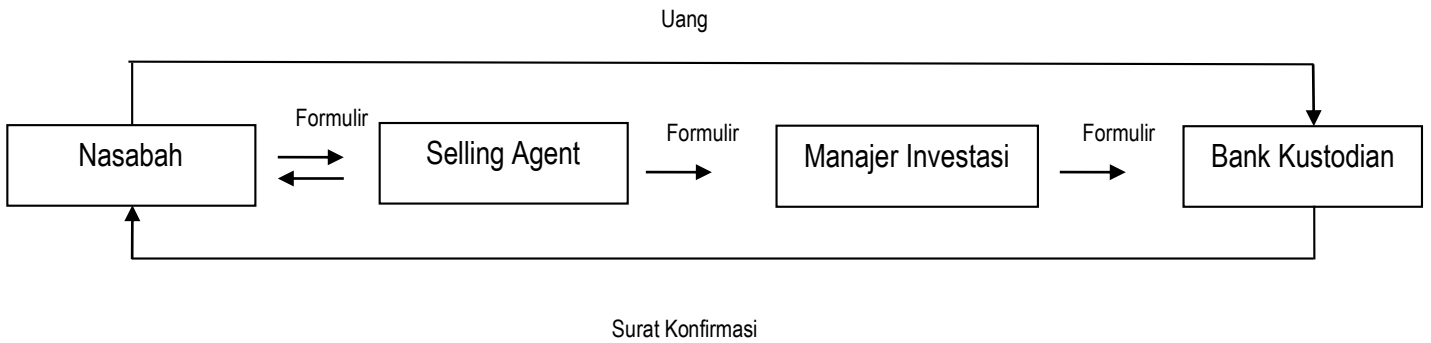 Uang
Formulir
Formulir
Formulir
Nasabah
Selling Agent
Manajer Investasi
Bank Kustodian
Surat Konfirmasi